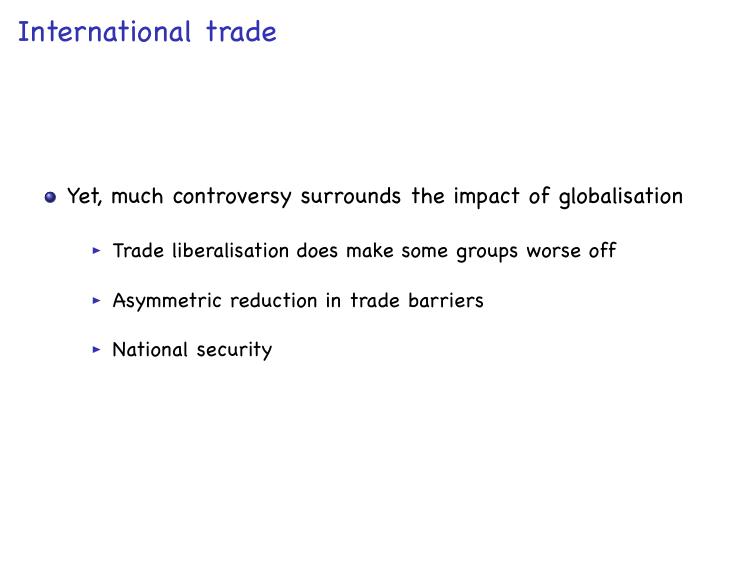 International trade
Yet, much controversy surrounds the impact of globalisation
Trade liberalisation does make some groups worse off
Asymmetric reduction in trade barriers
National security